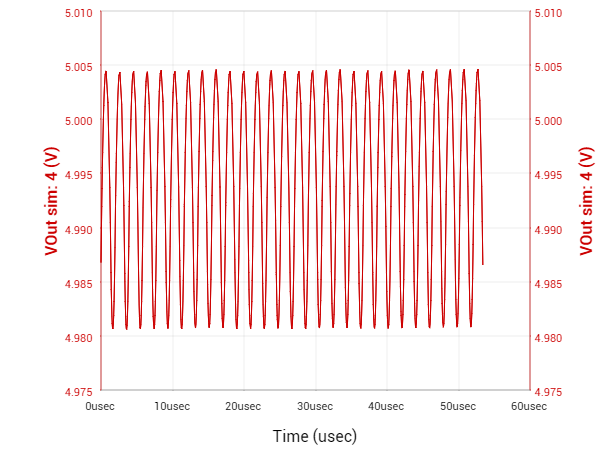 5.010 5.010
5.005 5.005
5.000 5.000
4.995 4.995
4.990 4.990
4.985 4.985
4.980 4.980
4.975 4.975
VOut sim: 4 (V)
VOut sim: 4 (V)
0usec 10usec 20usec 30usec 40usec 50usec 60usec
Time (usec)